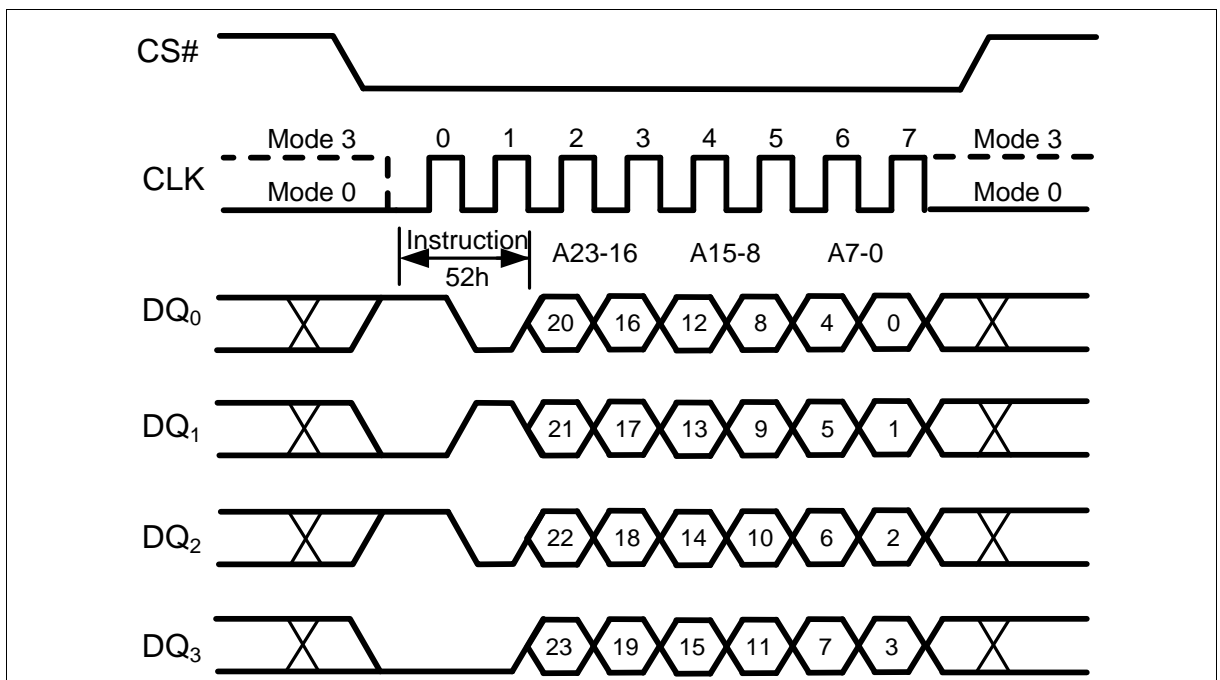 CS#
Mode 3 0 1 2 3 4 5 6 7 Mode 3
CLK
Mode 0 Mode 0
Instruction A23-16 A15-8 A7-0
52h
DQ0 20 16 12 8 4 0
DQ1 21 17 13 9 5 1
DQ2 22 18 14 10 6 2
DQ3 23 19 15 11 7 3